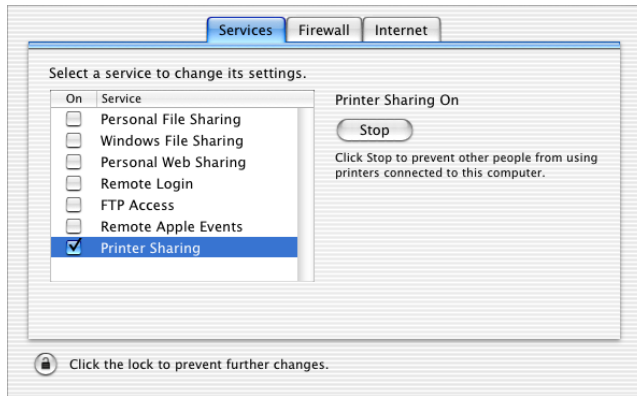 Services Firewall Internet
Select a service to change its settings.
On Service
Personal File Sharing
Windows File Sharing
Personal Web Sharing
Remote Login
FTP Access
Remote Apple Events
Printer Sharing
Printer Sharing On
Stop
Click Stop to prevent other people from using
printers connected to this computer.
Click the lock to prevent further changes.